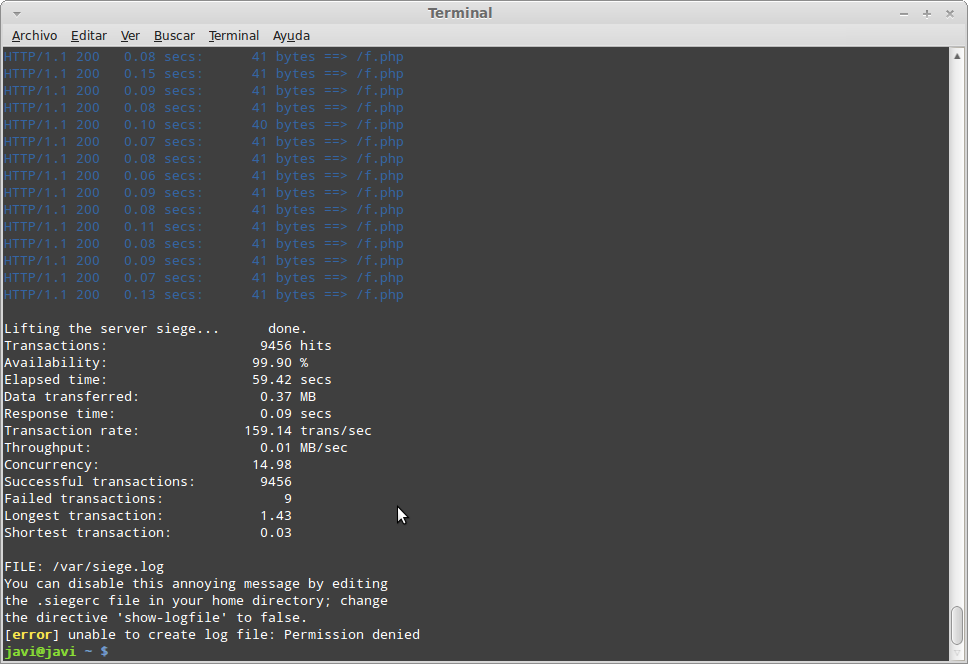 Terminal
Archivo Editar Ver Buscar Terminal Ayuda
HTTP/1.1 200   0.08 secs:      41 bytes ==> /f.php
HTTP/1.1 200   0.15 secs:      41 bytes ==> /f.php
HTTP/1.1 200   0.09 secs:      41 bytes ==> /f.php
HTTP/1.1 200   0.08 secs:      41 bytes ==> /f.php
HTTP/1.1 200   0.10 secs:      40 bytes ==> /f.php
HTTP/1.1 200   0.07 secs:      41 bytes ==> /f.php
HTTP/1.1 200   0.08 secs:      41 bytes ==> /f.php
HTTP/1.1 200   0.06 secs:      41 bytes ==> /f.php
HTTP/1.1 200   0.09 secs:      41 bytes ==> /f.php
HTTP/1.1 200   0.08 secs:      41 bytes ==> /f.php
HTTP/1.1 200   0.11 secs:      41 bytes ==> /f.php
HTTP/1.1 200   0.08 secs:      41 bytes ==> /f.php
HTTP/1.1 200   0.09 secs:      41 bytes ==> /f.php
HTTP/1.1 200   0.07 secs:      41 bytes ==> /f.php
HTTP/1.1 200   0.13 secs:      41 bytes ==> /f.php
Lifting the server siege...      done.
Transactions:                   9456 hits
Availability:                  99.90 %
Elapsed time:                  59.42 secs
Data transferred:               0.37 MB
Response time:                  0.09 secs
Transaction rate:             159.14 trans/sec
Throughput:                     0.01 MB/sec
Concurrency:                   14.98
Successful transactions:        9456
Failed transactions:               9
Longest transaction:            1.43
Shortest transaction:           0.03
FILE: /var/siege.log
You can disable this annoying message by editing
the .siegerc file in your home directory; change
the directive 'show-logfile' to false.
[error] unable to create log file: Permission denied
javi@javi ~ $